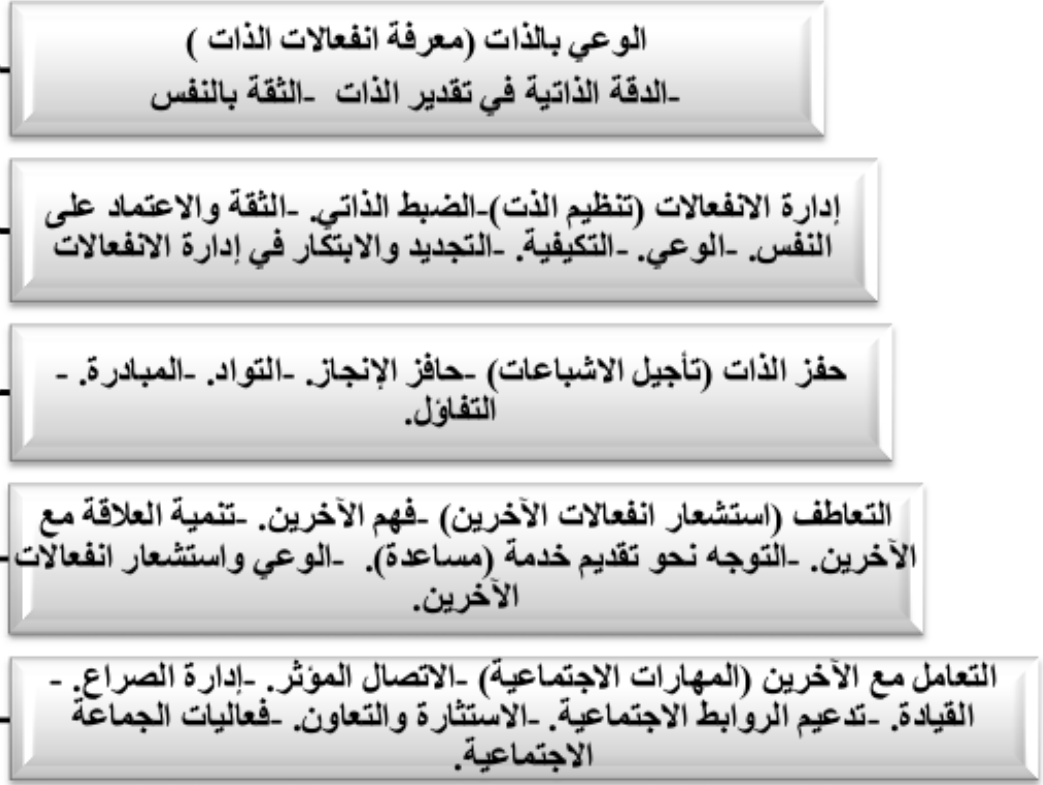 الوعي بالذات (معرفة انفعالات الذات )
-الدقة الذاتية في تقدير الذات -الثقة بالنفس
إدارة الانفعالات (تنظيم الذت)-الضبط الذاتي. -الثقة والاعتماد على
النفس. -الوعي. -التكيفية. -التجديد والابتكار في إدارة الانفعالات
حفز الذات (تأجيل الاشباعات) -حافز الإنجاز. -التواد. -المبادرة. -
التفاؤل.
التعاطف (استشعار انفعالات الآخرين) -فهم الآخرين. -تنمية العلاقة مع
الآخرين. -التوجه نحو تقديم خدمة (مساعدة). -الوعي واستشعار انفعالات
الآخرين.
التعامل مع الآخرين (المهارات الاجتماعية) -الاتصال المؤثر. -إدارة الصراع. -
القيادة. -تدعيم الروابط الاجتماعية. -الاستثارة والتعاون. -فعاليات الجماعة
الاجتماعية.